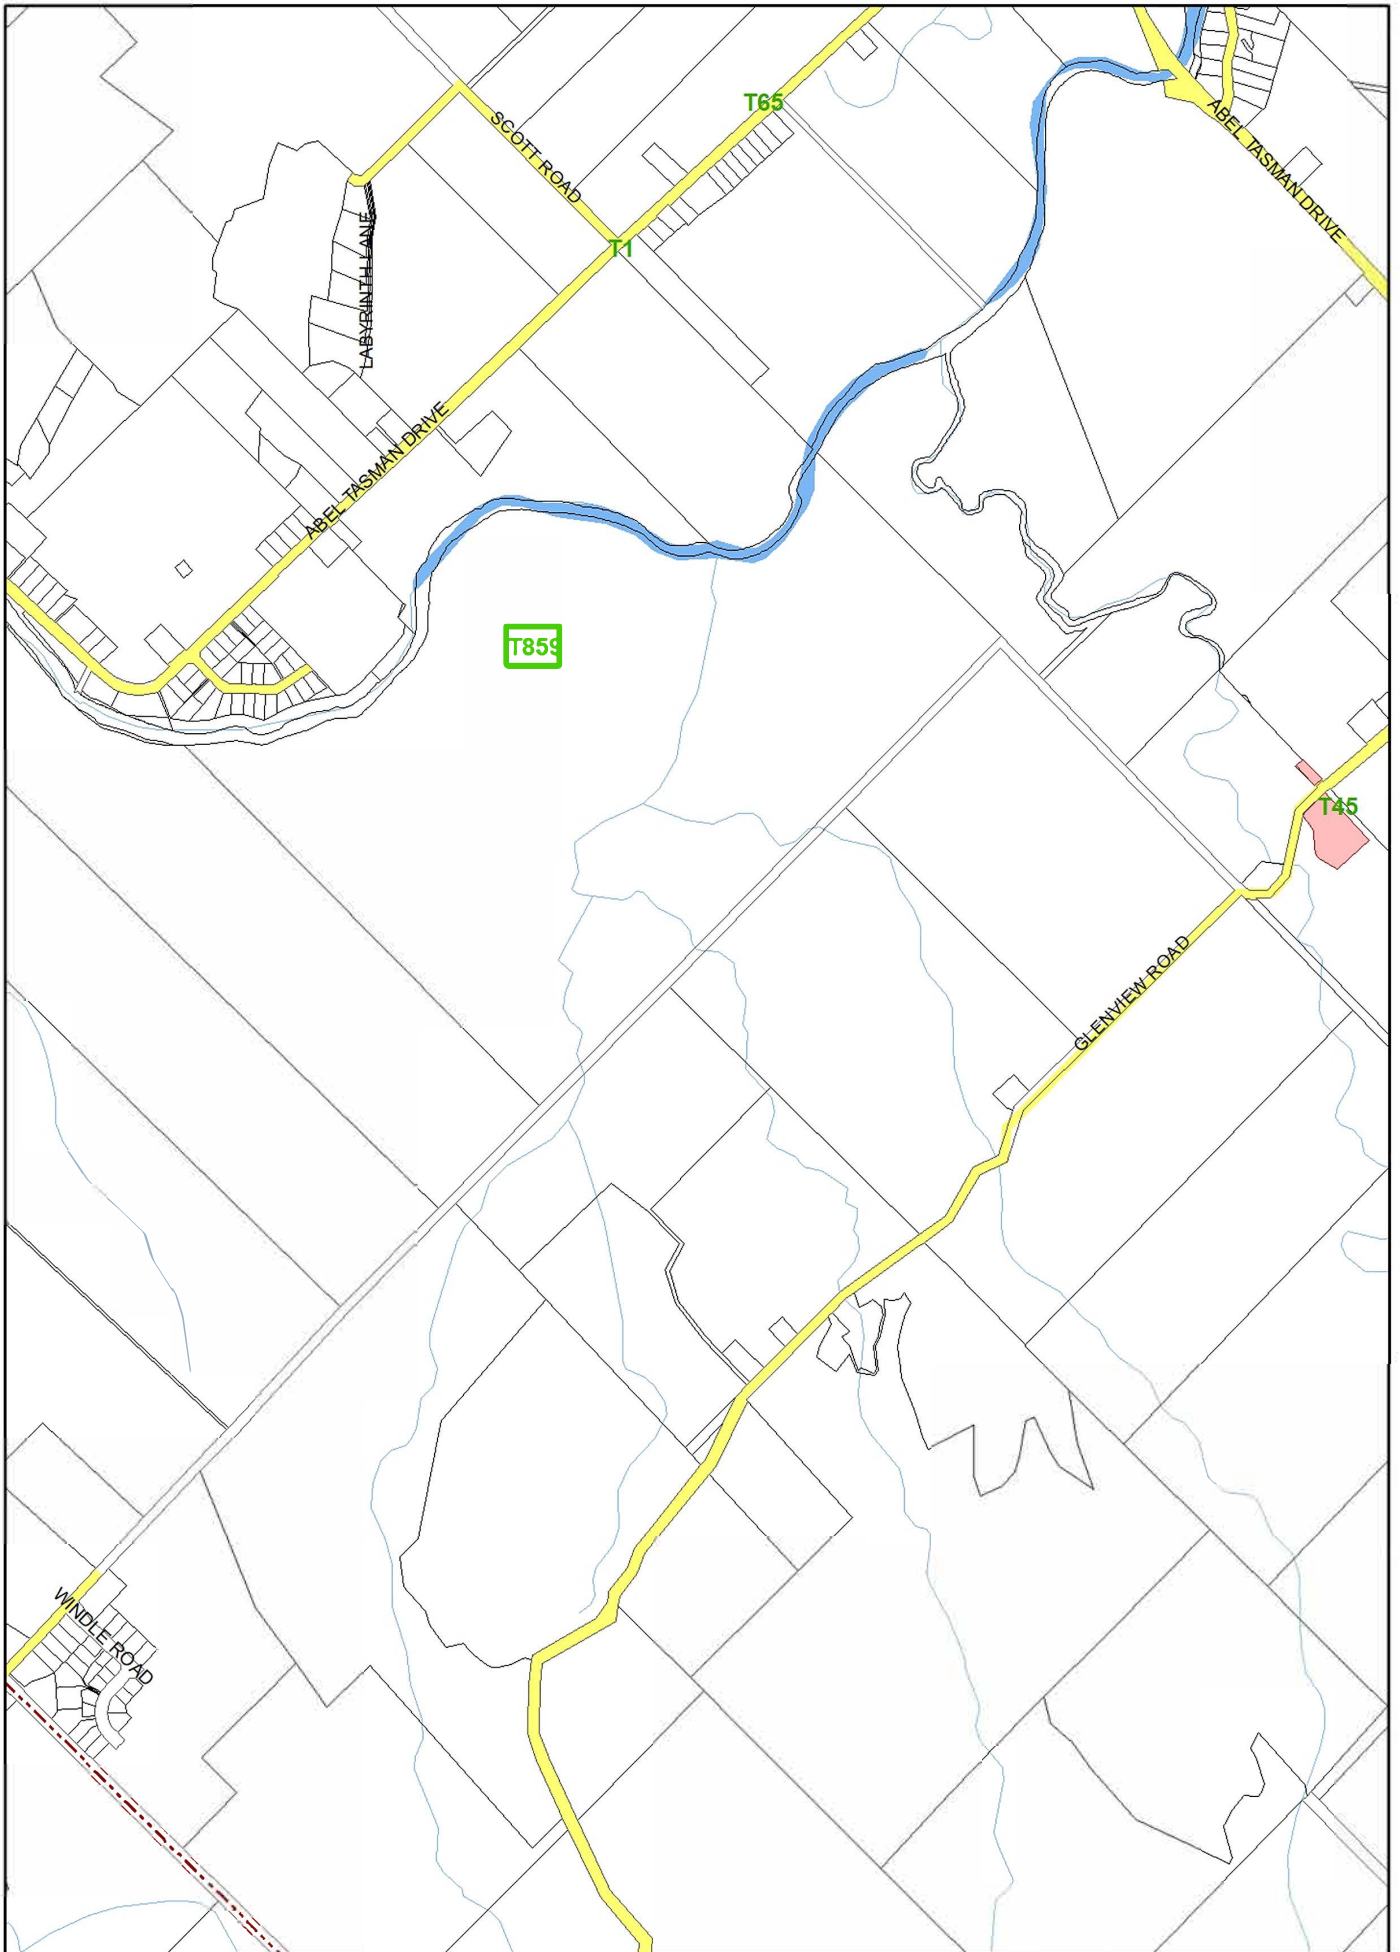 T65
ABEL TASMAN DRIVE
SCOTT ROAD
T1
LABYRINTH LANE
ABEL TASMAN DRIVE
T859
T45
GLENVIEW ROAD
WINDLE ROAD